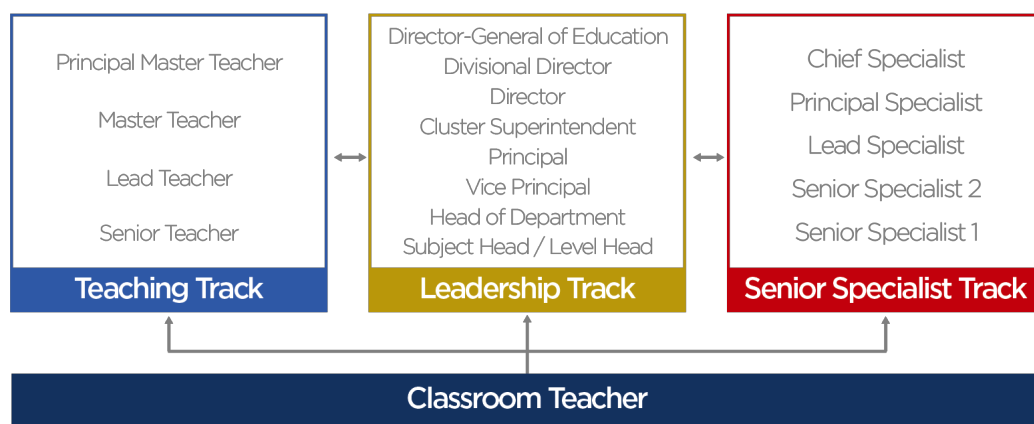 Principal Master Teacher
Master Teacher
Lead Teacher
Senior Teacher
Teaching Track
Director-General of Education
Divisional Director
Director
Cluster Superintendent
Principal
Vice Principal
Head of Department
Subject Head / Level Head
Leadership Track
Chief Specialist
Principal Specialist
Lead Specialist
Senior Specialist 2
Senior Specialist 1
Senior Specialist Track
Classroom Teacher